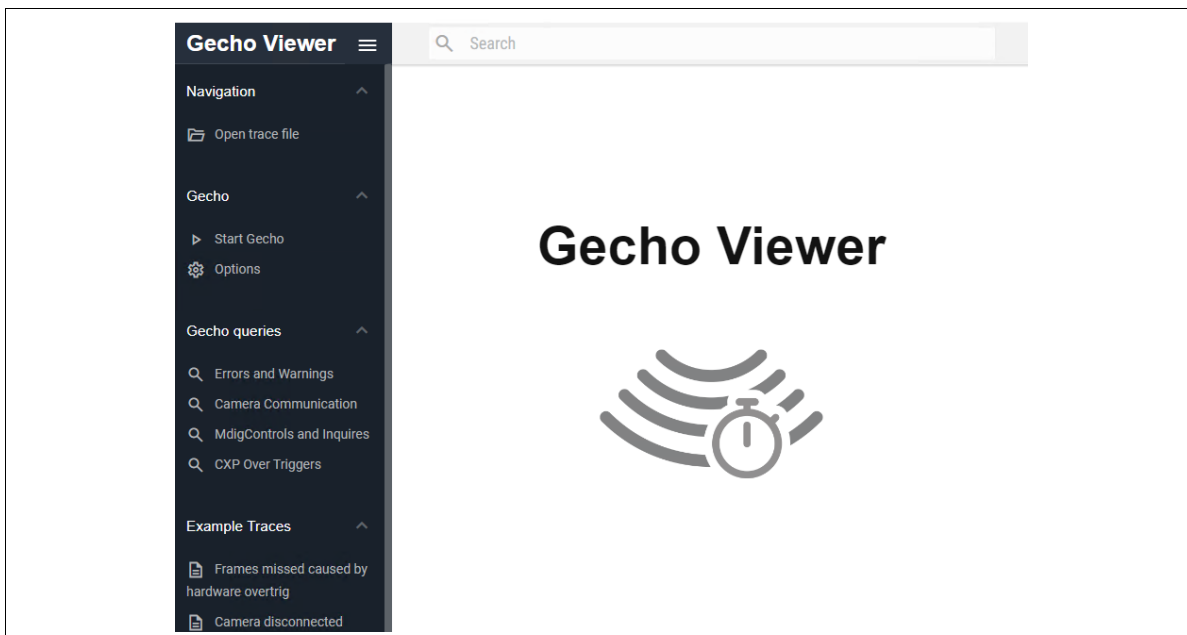 Gecho Viewer
Search
Navigation
Open trace file
Gecho
Start Gecho
Options
Gecho queries
Errors and Warnings
Camera Communication
MdigControls and Inquires
CXP Over Triggers
Example Traces
Frames missed caused by
hardware overtrig
Camera disconnected
Gecho Viewer